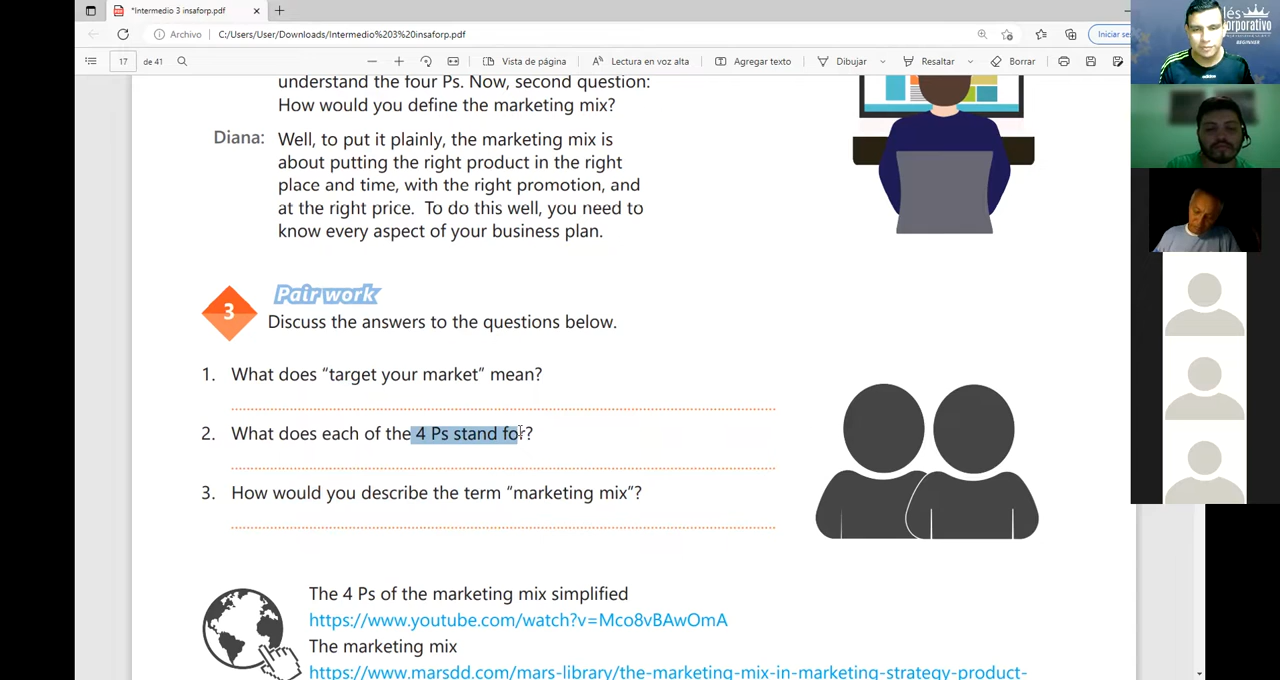 *Intermedio 3 insaforp.pdf
Archivo
C:/Users/User/Downloads/Intermedio%203%20insaforp.pdf
Iniciar ses
17 de 41
Vista de página
Lectura en voz alta
Agregar texto
Dibujar
Resaltar
Borrar
understand the four Ps. Now, second question:
How would you define the marketing mix?
Diana: Well, to put it plainly, the marketing mix is
about putting the right product in the right
place and time, with the right promotion, and
at the right price. To do this well, you need to
know every aspect of your business plan.
3
Pair work
Discuss the answers to the questions below.
1. What does “target your market” mean?
2. What does each of the 4 Ps stand for?
3. How would you describe the term “marketing mix”?
The 4 Ps of the marketing mix simplified
https://www.youtube.com/watch?v=Mco8vBAwOmA
The marketing mix
https://www.marsdd.com/mars-library/the-marketing-mix-in-marketing-strategy-product-
lés
orporativo
BEGINNER